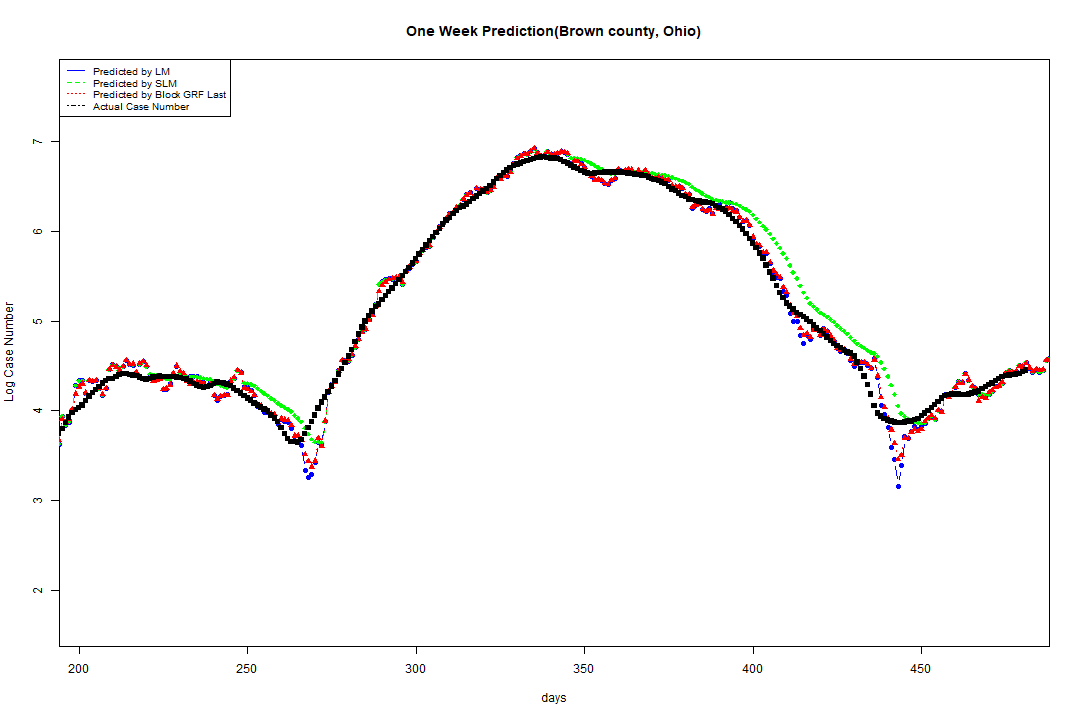 One Week Prediction(Brown county, Ohio)
Predicted by LM
Predicted by SLM
Predicted by Block GRF Last
Actual Case Number
7
6
5
4
3
2
Log Case Number
200 250 300 350 400 450
days